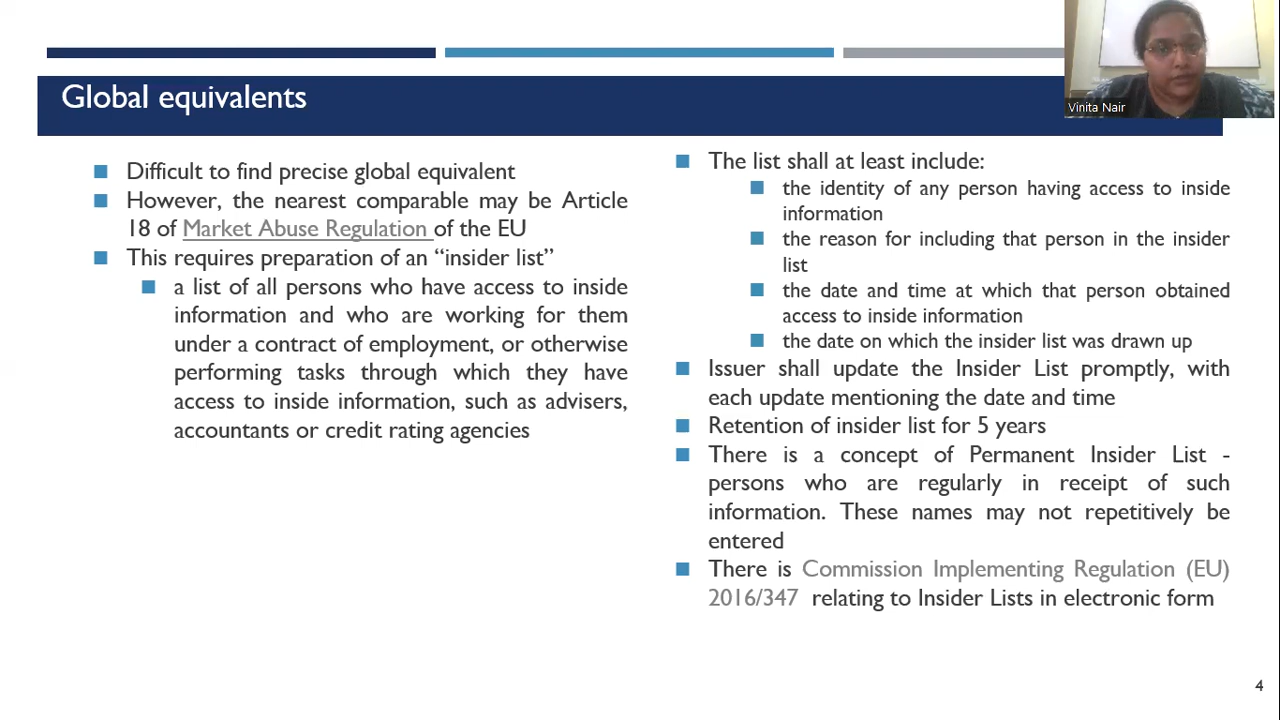 Global equivalents
Vinita Nair
Difficult to find precise global equivalent
However, the nearest comparable may be Article
18 of Market Abuse Regulation of the EU
This requires preparation of an “insider list”
a list of all persons who have access to inside
information and who are working for them
under a contract of employment, or otherwise
performing tasks through which they have
access to inside information, such as advisers,
accountants or credit rating agencies
The list shall at least include:
the identity of any person having access to inside
information
the reason for including that person in the insider
list
the date and time at which that person obtained
access to inside information
the date on which the insider list was drawn up
Issuer shall update the Insider List promptly, with
each update mentioning the date and time
Retention of insider list for 5 years
There is a concept of Permanent Insider List -
persons who are regularly in receipt of such
information. These names may not repetitively be
entered
There is Commission Implementing Regulation (EU)
2016/347 relating to Insider Lists in electronic form
4